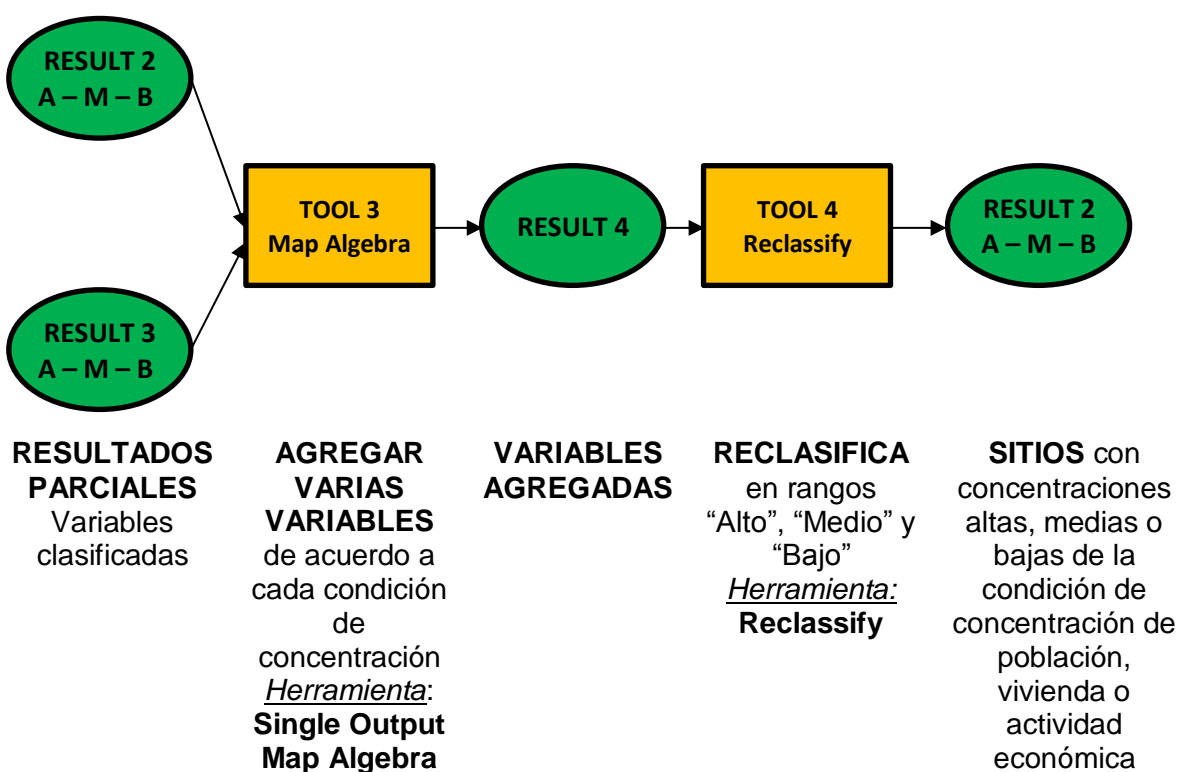 RESULT 2
A – M – B
RESULT 3
A – M – B
TOOL 3
Map Algebra
RESULT 4
TOOL 4
Reclassify
RESULT 2
A – M – B
RESULTADOS
PARCIALES
Variables
clasificadas
AGREGAR
VARIAS
VARIABLES
de acuerdo a
cada condición
de
concentración
Herramienta:
Single Output
Map Algebra
VARIABLES
AGREGADAS
RECLASIFICA
en rangos
“Alto”, “Medio” y
“Bajo”
Herramienta:
Reclassify
SITIOS con
concentraciones
altas, medias o
bajas de la
condición de
concentración de
población,
vivienda o
actividad
económica